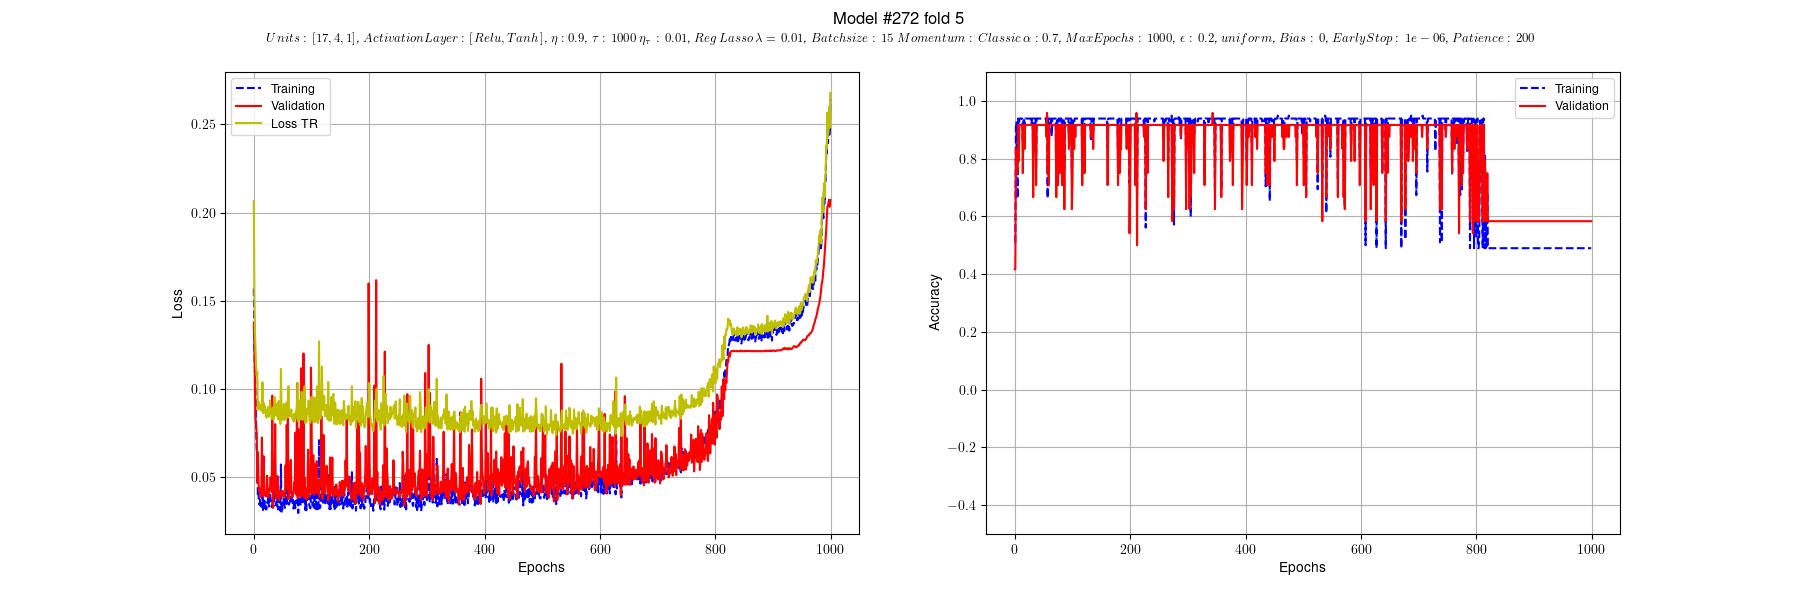 Model #272 fold 5
Units : [17, 4, 1], ActivationLayer : [Relu, Tanh], η : 0.9, τ : 1000 η_τ : 0.01, Reg Lasso λ = 0.01, Batchsize : 15 Momentum : Classic α : 0.7, MaxEpochs : 1000, ϵ : 0.2, uniform, Bias : 0, EarlyStop : 1e − 06, Patience : 200
Training
Validation
Loss TR
0.25
0.20
0.15
0.10
0.05
Loss
0 200 400 600 800 1000
Epochs
Training
Validation
1.0
0.8
0.6
0.4
0.2
0.0
−0.2
−0.4
Accuracy
0 200 400 600 800 1000
Epochs